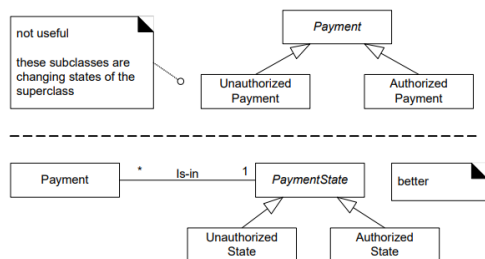 not useful
these subclasses are
changing states of the
superclass
Payment
Unauthorized
Payment
Authorized
Payment
Payment
* Is-in 1
PaymentState
better
Unauthorized
State
Authorized
State